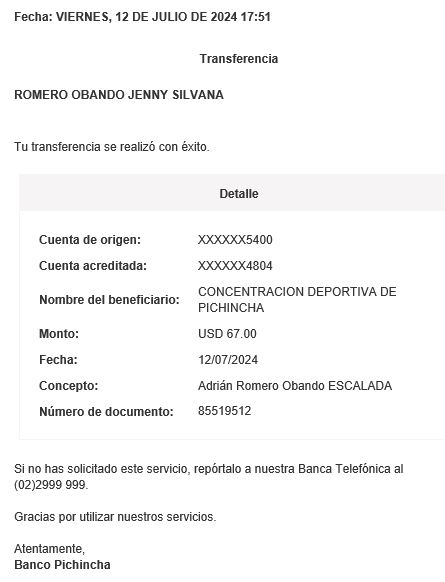 Fecha: VIERNES, 12 DE JULIO DE 2024 17:51
Transferencia
ROMERO OBANDO JENNY SILVANA
Tu transferencia se realizó con éxito.
Detalle
Cuenta de origen: XXXXXX5400
Cuenta acreditada: XXXXXX4804
Nombre del beneficiario: CONCENTRACION DEPORTIVA DE
PICHINCHA
Monto: USD 67.00
Fecha: 12/07/2024
Concepto: Adrián Romero Obando ESCALADA
Número de documento: 85519512
Si no has solicitado este servicio, repórtalo a nuestra Banca Telefónica al
(02)2999 999.
Gracias por utilizar nuestros servicios.
Atentamente,
Banco Pichincha